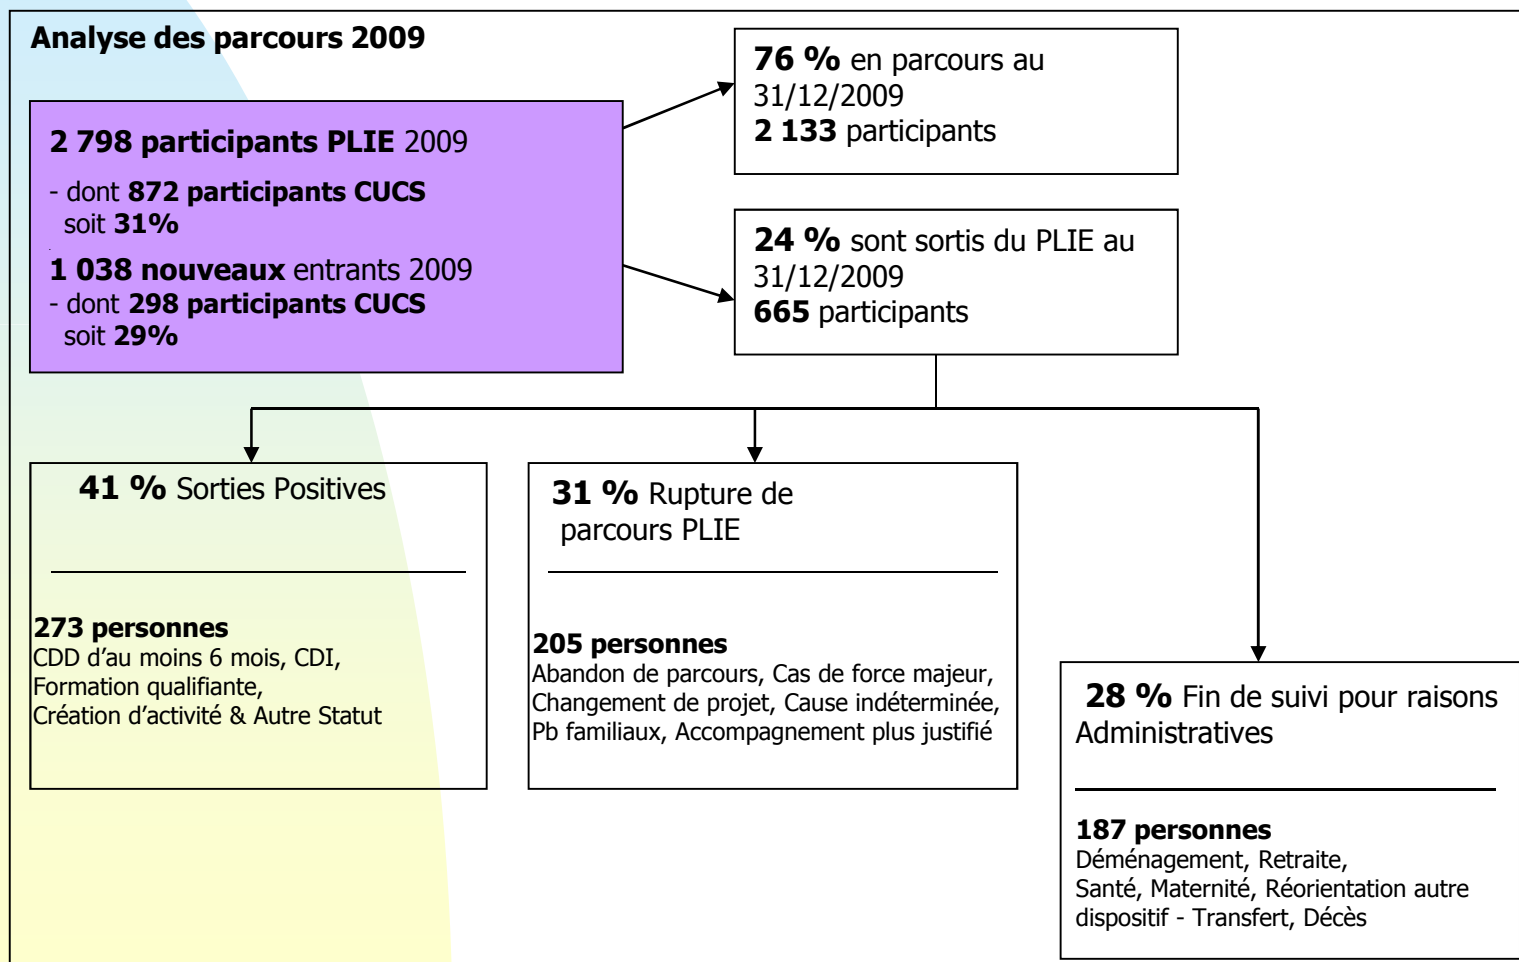 Analyse des parcours 2009
2 798 participants PLIE 2009
- dont 872 participants CUCS
soit 31%
1 038 nouveaux entrants 2009
- dont 298 participants CUCS
soit 29%
76 % en parcours au
31/12/2009
2 133 participants
24 % sont sortis du PLIE au
31/12/2009
665 participants
41 % Sorties Positives
273 personnes
CDD d'au moins 6 mois, CDI,
Formation qualifiante,
Création d'activité & Autre Statut
31 % Rupture de
parcours PLIE
205 personnes
Abandon de parcours, Cas de force majeur,
Changement de projet, Cause indéterminée,
Pb familiaux, Accompagnement plus justifié
28 % Fin de suivi pour raisons
Administratives
187 personnes
Déménagement, Retraite,
Santé, Maternité, Réorientation autre
dispositif - Transfert, Décès